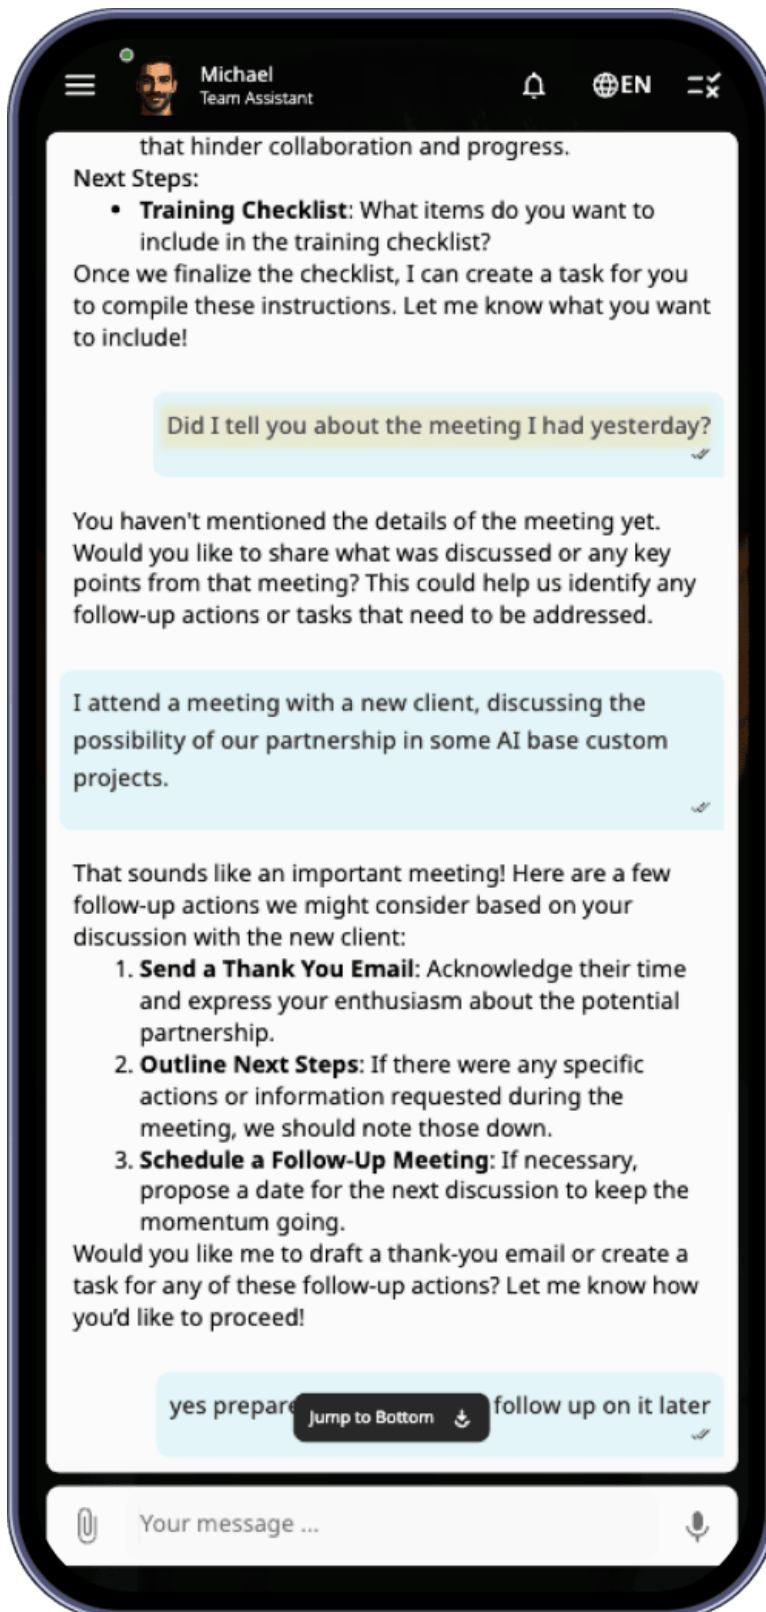 Michael
Team Assistant
EN
that hinder collaboration and progress.
Next Steps:
• Training Checklist: What items do you want to
include in the training checklist?
Once we finalize the checklist, I can create a task for you
to compile these instructions. Let me know what you want
to include!
Did I tell you about the meeting I had yesterday?
You haven't mentioned the details of the meeting yet.
Would you like to share what was discussed or any key
points from that meeting? This could help us identify any
follow-up actions or tasks that need to be addressed.
I attend a meeting with a new client, discussing the
possibility of our partnership in some AI base custom
projects.
That sounds like an important meeting! Here are a few
follow-up actions we might consider based on your
discussion with the new client:
1. Send a Thank You Email: Acknowledge their time
and express your enthusiasm about the potential
partnership.
2. Outline Next Steps: If there were any specific
actions or information requested during the
meeting, we should note those down.
3. Schedule a Follow-Up Meeting: If necessary,
propose a date for the next discussion to keep the
momentum going.
Would you like me to draft a thank-you email or create a
task for any of these follow-up actions? Let me know how
you'd like to proceed!
yes prepare follow up on it later
Jump to Bottom
Your message ...